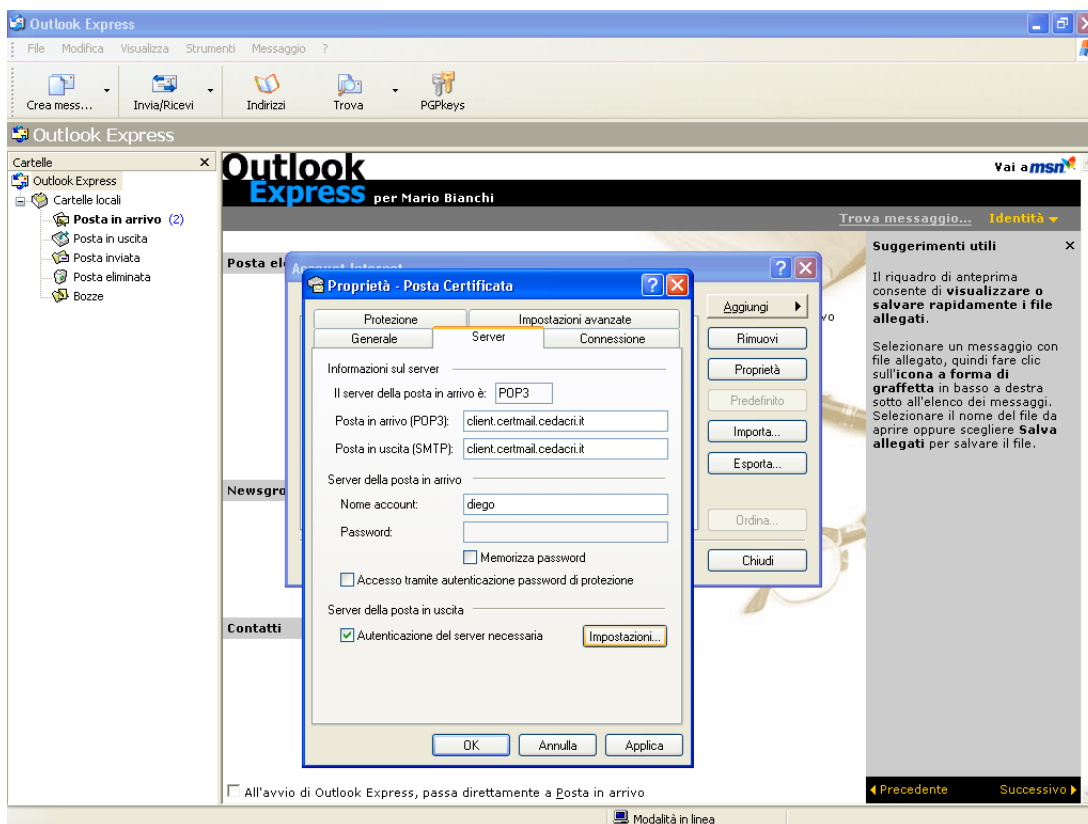 Outlook Express
File Modifica Visualizza Strumenti Messaggio ?
Crea mess... Invia/Ricevi Indirizzi Trova PGPkeys
Outlook Express
Cartelle x
Outlook Express
Cartelle locali
Posta in arrivo (2)
Posta in uscita
Posta inviata
Posta eliminata
Bozze
Outlook
Express per Mario Bianchi
Vai a msn
Trova messaggio... Identità
Posta el
Newsgro
Contatti
Account Internet
Aggiungi
Rimuovi
Proprietà
Predefinito
Importa...
Esporta...
Ordina...
Chiudi
vo
Proprietà - Posta Certificata
Protezione Impostazioni avanzate
Generale Server Connessione
Informazioni sul server
Il server della posta in arrivo è: POP3
Posta in arrivo (POP3): client.certmail.cedacri.it
Posta in uscita (SMTP): client.certmail.cedacri.it
Server della posta in arrivo
Nome account: diego
Password:
Memorizza password
Accesso tramite autenticazione password di protezione
Server della posta in uscita
Autenticazione del server necessaria Impostazioni...
OK Annulla Applica
Suggerimenti utili x
Il riquadro di anteprima
consente di visualizzare o
salvare rapidamente i file
allegati.
Selezionare un messaggio con
file allegato, quindi fare clic
sull'icona a forma di
graffetta in basso a destra
sotto all'elenco dei messaggi.
Selezionare il nome del file da
aprire oppure scegliere Salva
allegati per salvare il file.
Precedente Successivo
All'avvio di Outlook Express, passa direttamente a Posta in arrivo
Modalità in linea